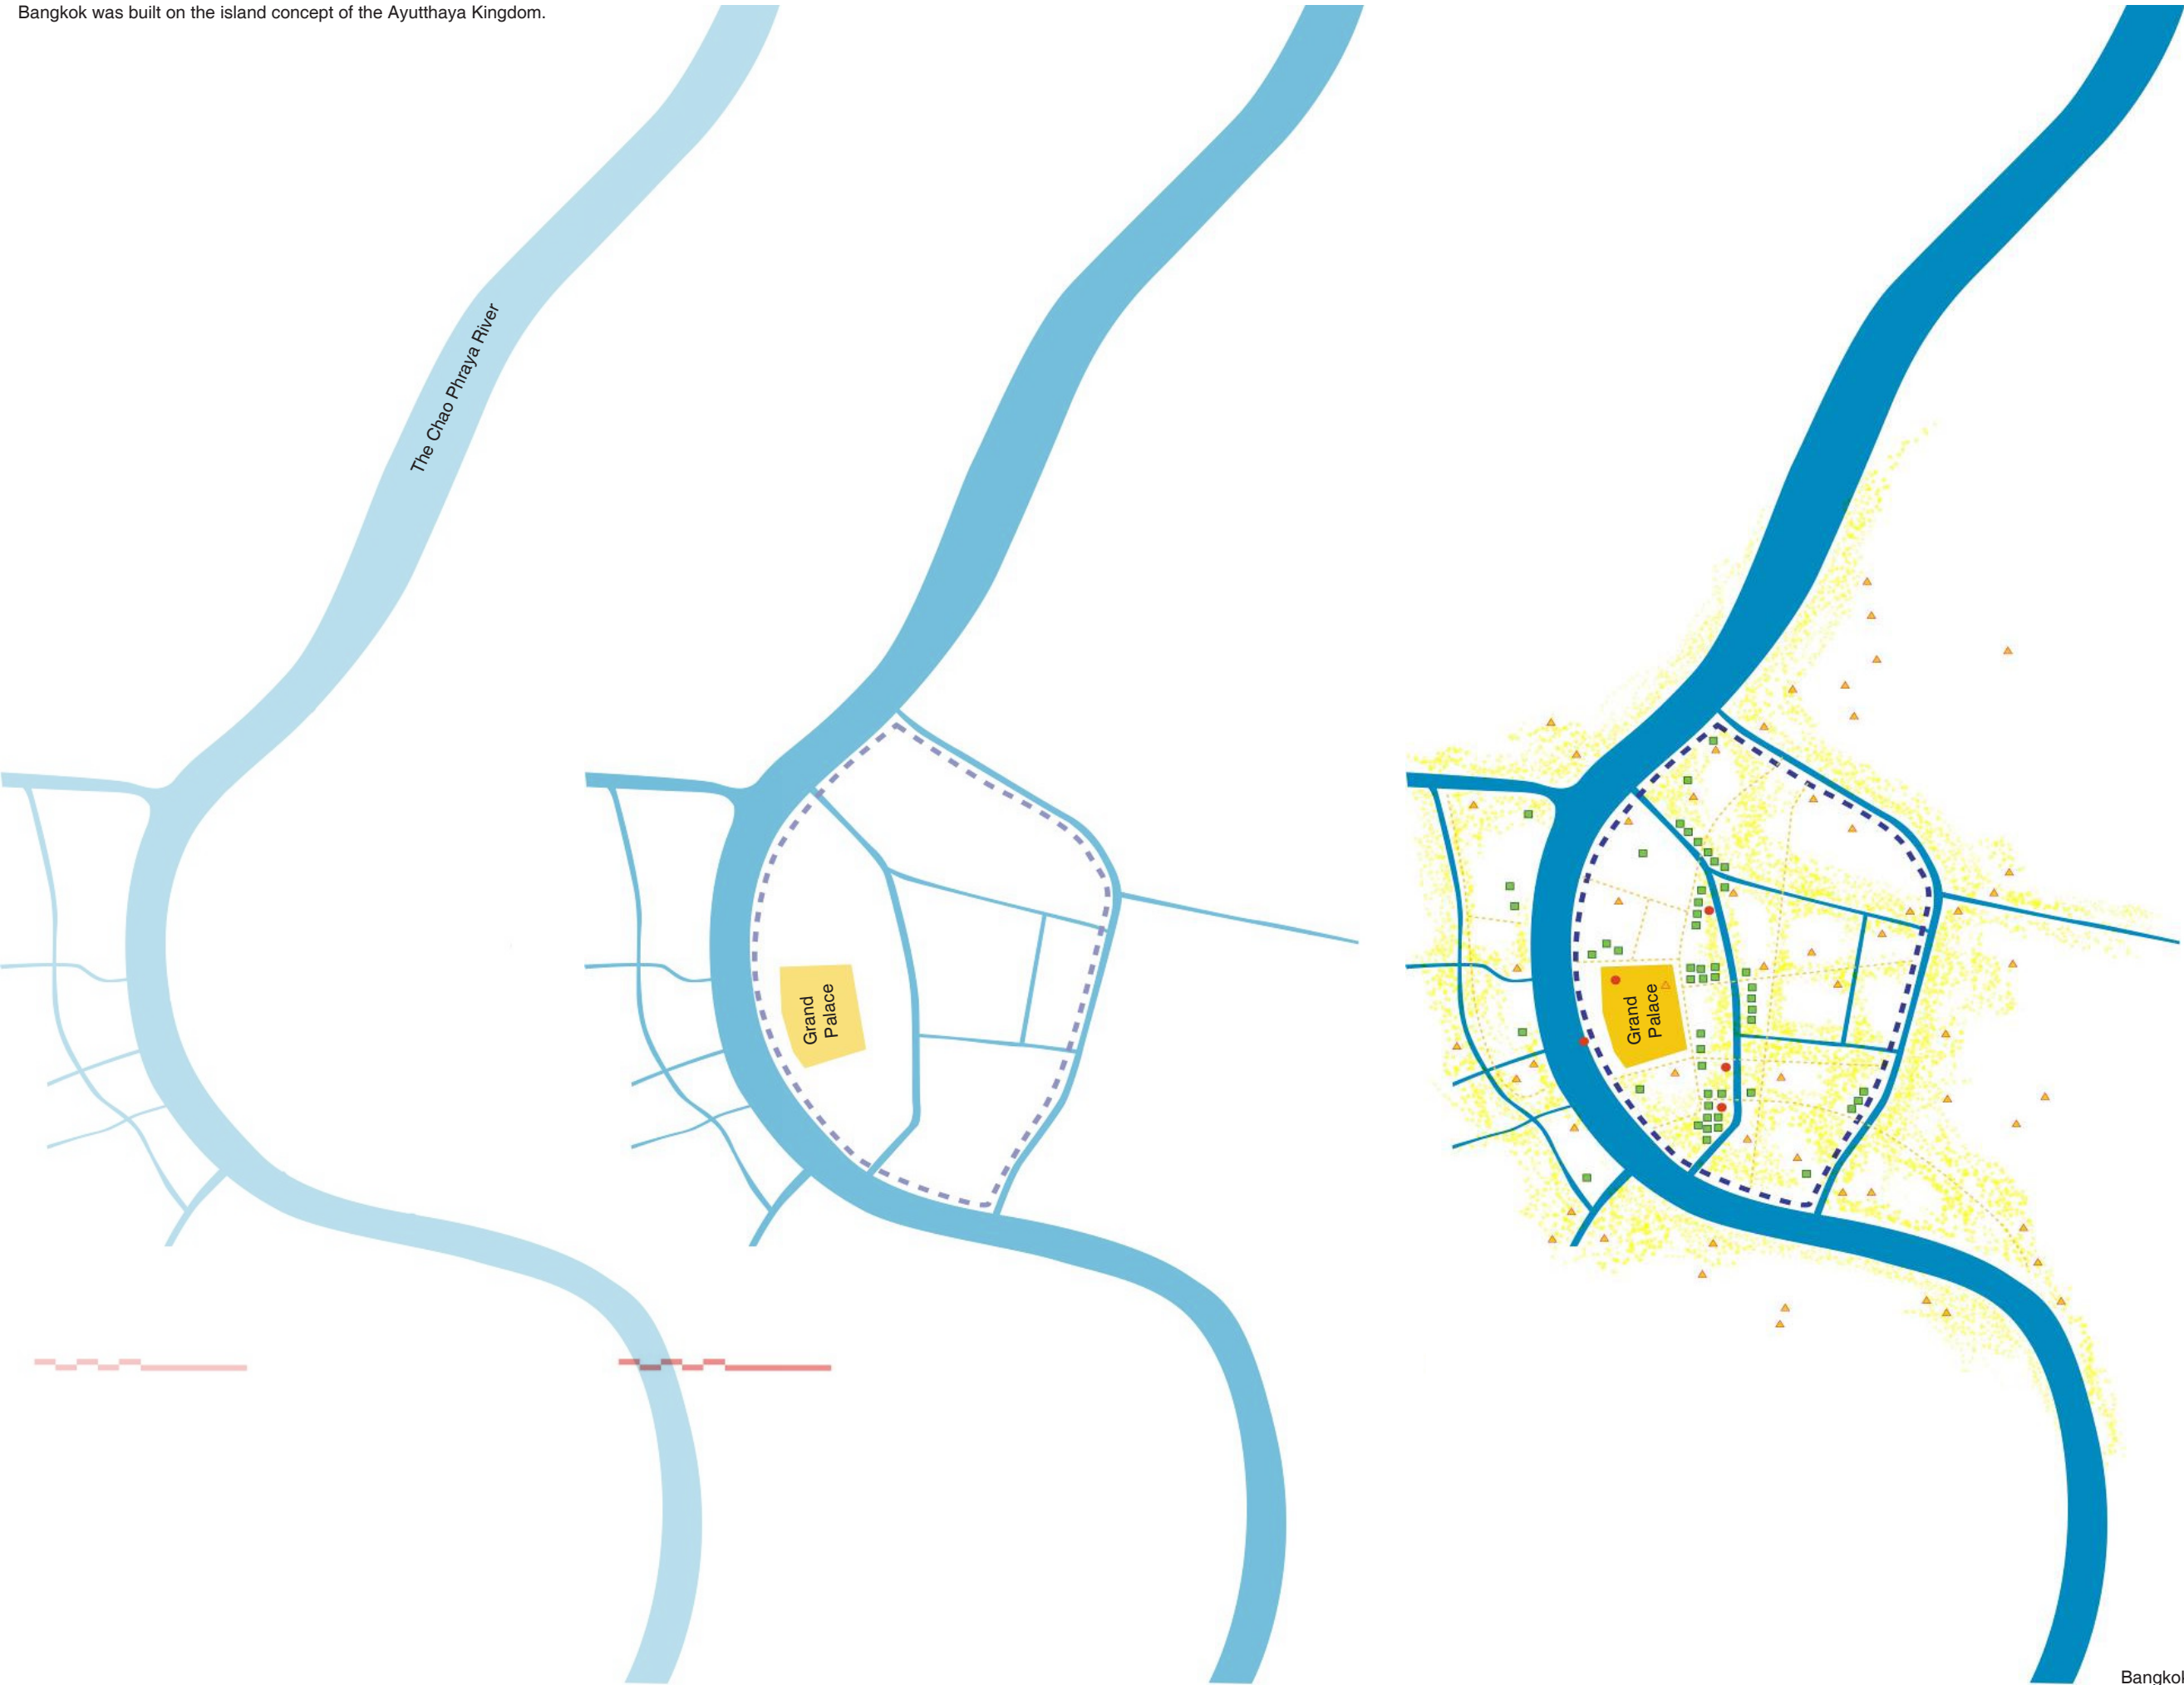 Bangkok was built on the island concept of the Ayutthaya Kingdom.
The Chao Phraya River
Grand
Palace
Grand
Palace